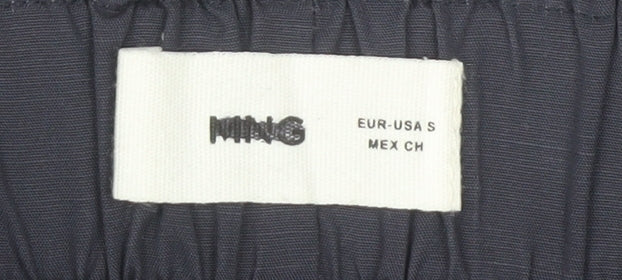 MNG
EUR-USA S
MEX CH